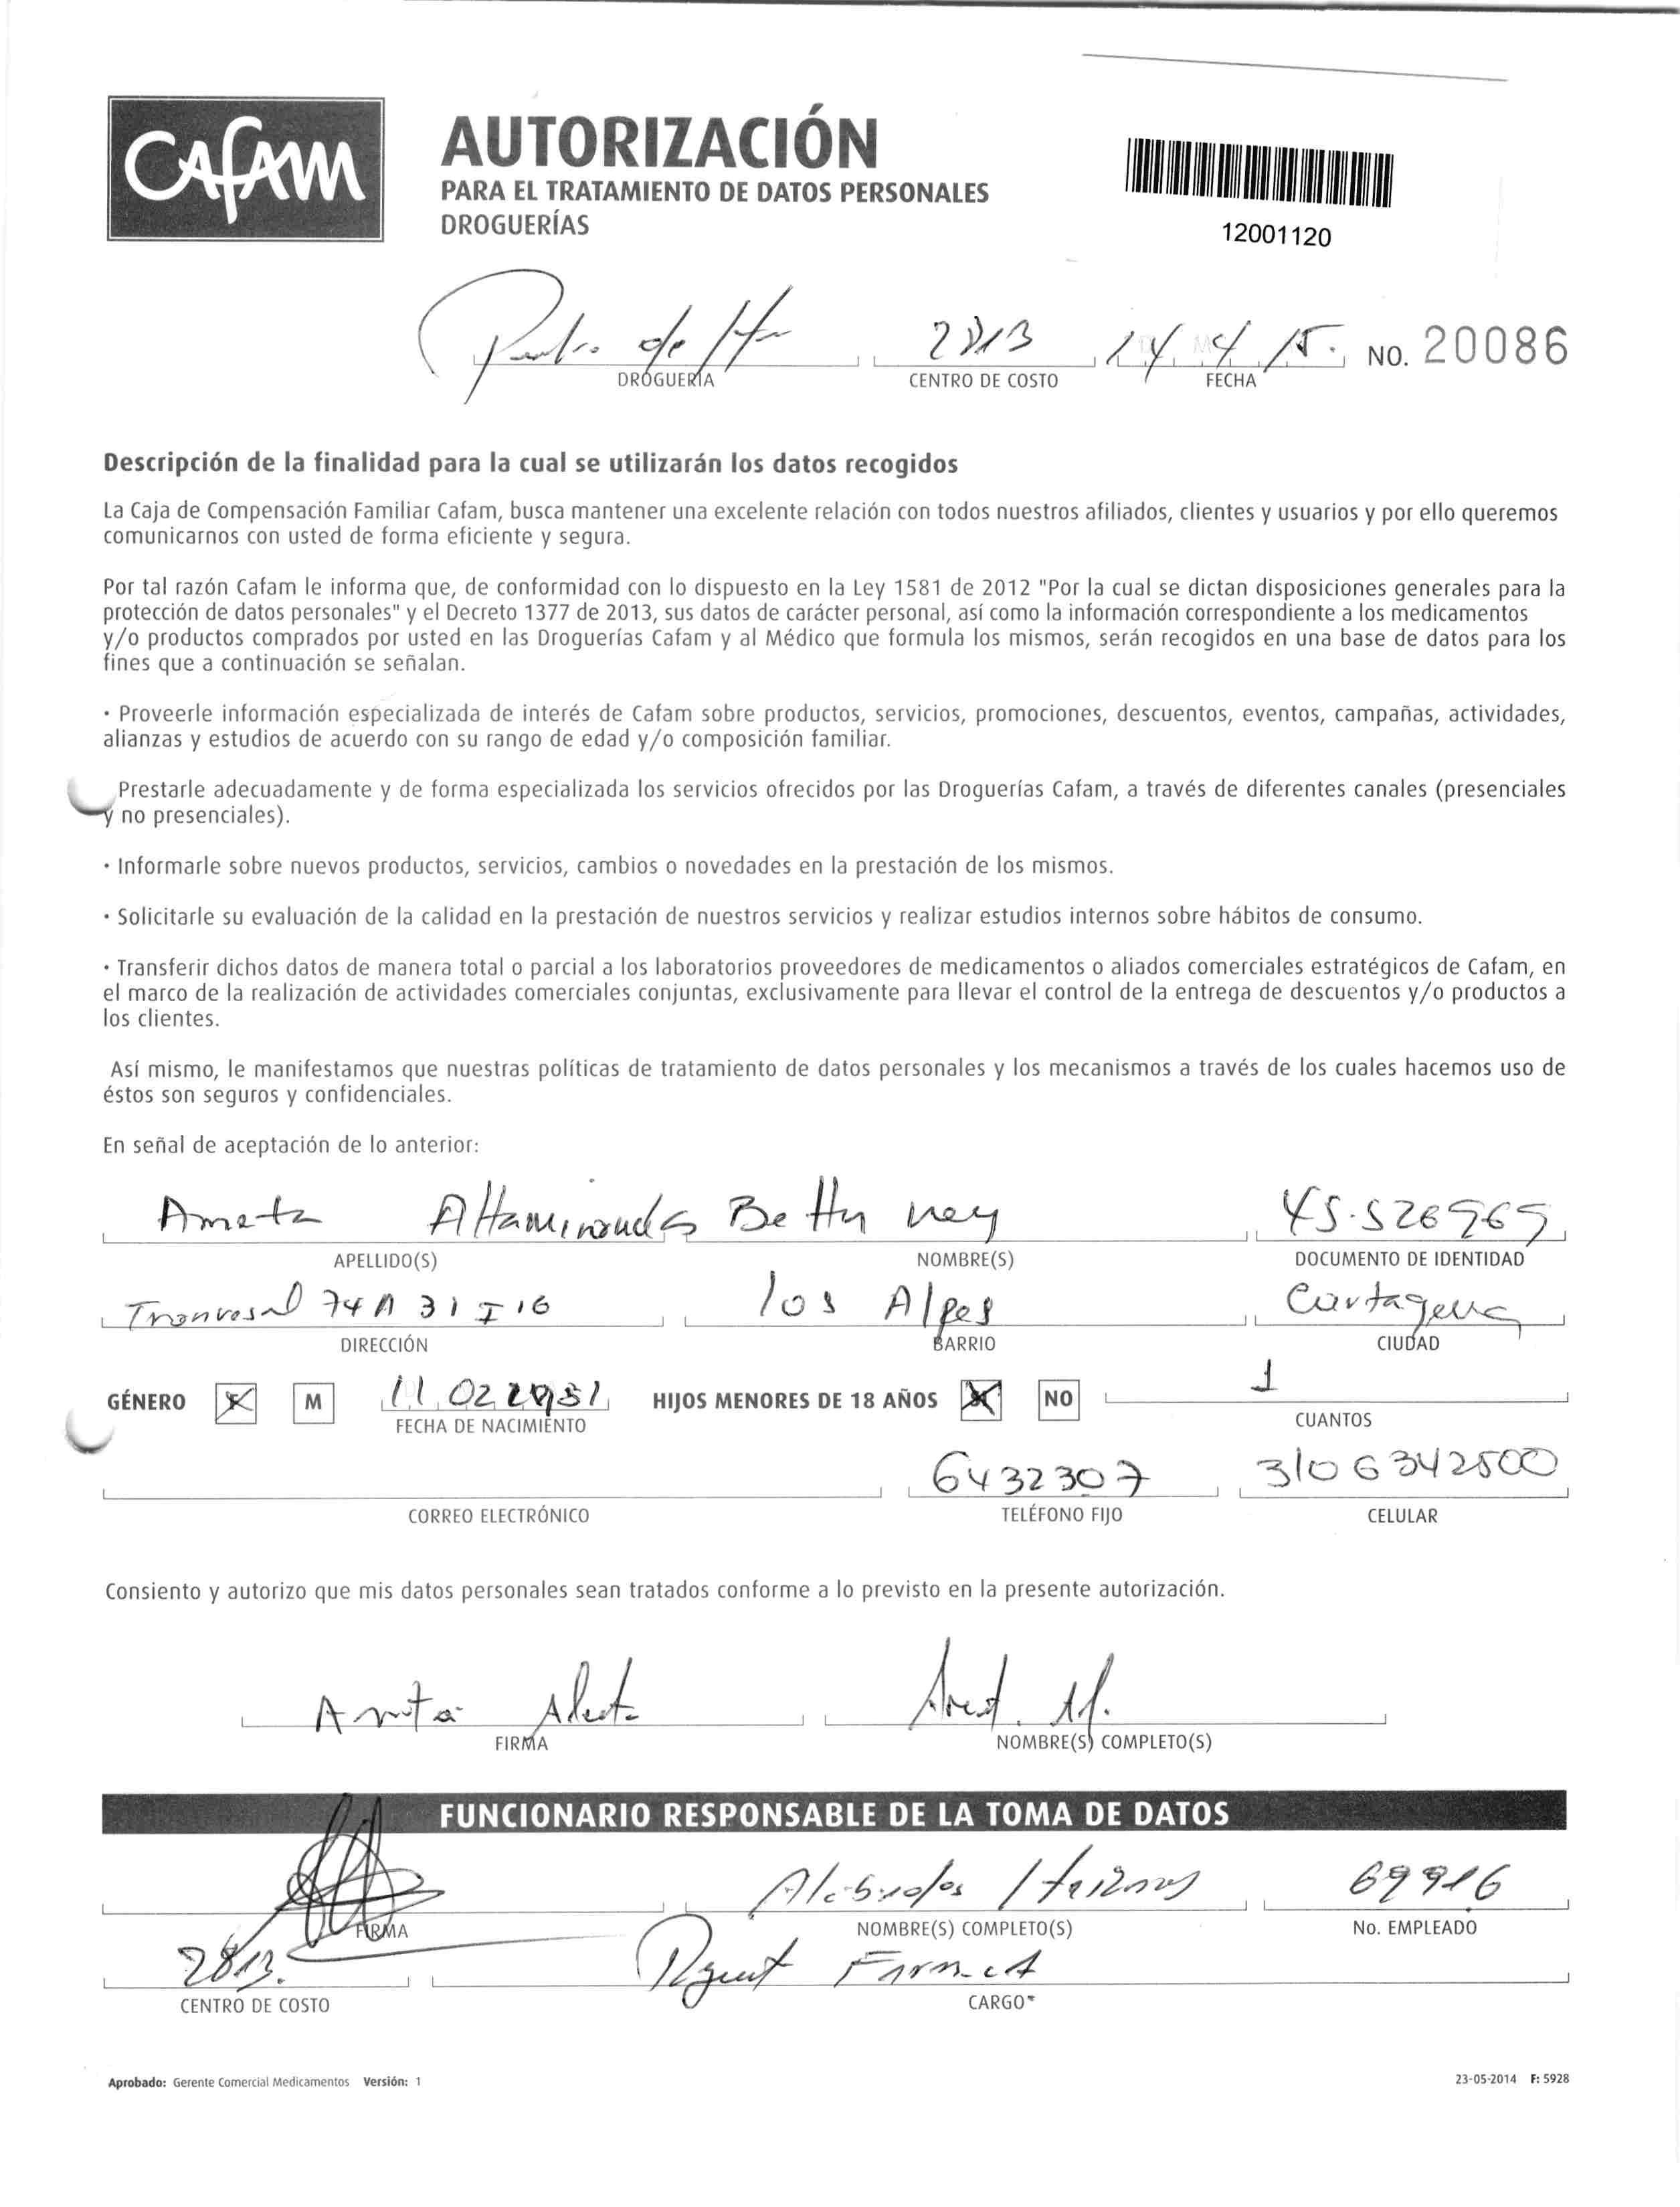 CAFAM
AUTORIZACIÓN
PARA EL TRATAMIENTO DE DATOS PERSONALES
DROGUERÍAS
12001120
Pedro de H 2813 14 4 15. NO. 20086
DROGUERÍA CENTRO DE COSTO FECHA
Descripción de la finalidad para la cual se utilizarán los datos recogidos
La Caja de Compensación Familiar Cafam, busca mantener una excelente relación con todos nuestros afiliados, clientes y usuarios y por ello queremos
comunicarnos con usted de forma eficiente y segura.
Por tal razón Cafam le informa que, de conformidad con lo dispuesto en la Ley 1581 de 2012 "Por la cual se dictan disposiciones generales para la
protección de datos personales" y el Decreto 1377 de 2013, sus datos de carácter personal, así como la información correspondiente a los medicamentos
y/o productos comprados por usted en las Droguerías Cafam y al Médico que formula los mismos, serán recogidos en una base de datos para los
fines que a continuación se señalan.
· Proveerle información especializada de interés de Cafam sobre productos, servicios, promociones, descuentos, eventos, campañas, actividades,
alianzas y estudios de acuerdo con su rango de edad y/o composición familiar.
Prestarle adecuadamente y de forma especializada los servicios ofrecidos por las Droguerías Cafam, a través de diferentes canales (presenciales
y no presenciales).
· Informarle sobre nuevos productos, servicios, cambios o novedades en la prestación de los mismos.
· Solicitarle su evaluación de la calidad en la prestación de nuestros servicios y realizar estudios internos sobre hábitos de consumo.
· Transferir dichos datos de manera total o parcial a los laboratorios proveedores de medicamentos o aliados comerciales estratégicos de Cafam, en
el marco de la realización de actividades comerciales conjuntas, exclusivamente para llevar el control de la entrega de descuentos y/o productos a
los clientes.
Así mismo, le manifestamos que nuestras políticas de tratamiento de datos personales y los mecanismos a través de los cuales hacemos uso de
éstos son seguros y confidenciales.
En señal de aceptación de lo anterior:
Ameta Altamiranda Betty ney 45.526965
APELLIDO(S) NOMBRE(S) DOCUMENTO DE IDENTIDAD
74 A 31 I 16 los Alpes Cartagena
DIRECCIÓN BARRIO CIUDAD
GÉNERO F M 11 02 1981 HIJOS MENORES DE 18 AÑOS NO 1
FECHA DE NACIMIENTO CUANTOS
6432307 3106342500
CORREO ELECTRÓNICO TELÉFONO FIJO CELULAR
Consiento y autorizo que mis datos personales sean tratados conforme a lo previsto en la presente autorización.
FIRMA NOMBRE(S) COMPLETO(S)
FUNCIONARIO RESPONSABLE DE LA TOMA DE DATOS
69916
FIRMA NOMBRE(S) COMPLETO(S) No. EMPLEADO
2813.
CENTRO DE COSTO CARGO*
Aprobado: Gerente Comercial Medicamentos Versión: 1 23-05-2014 F: 5928